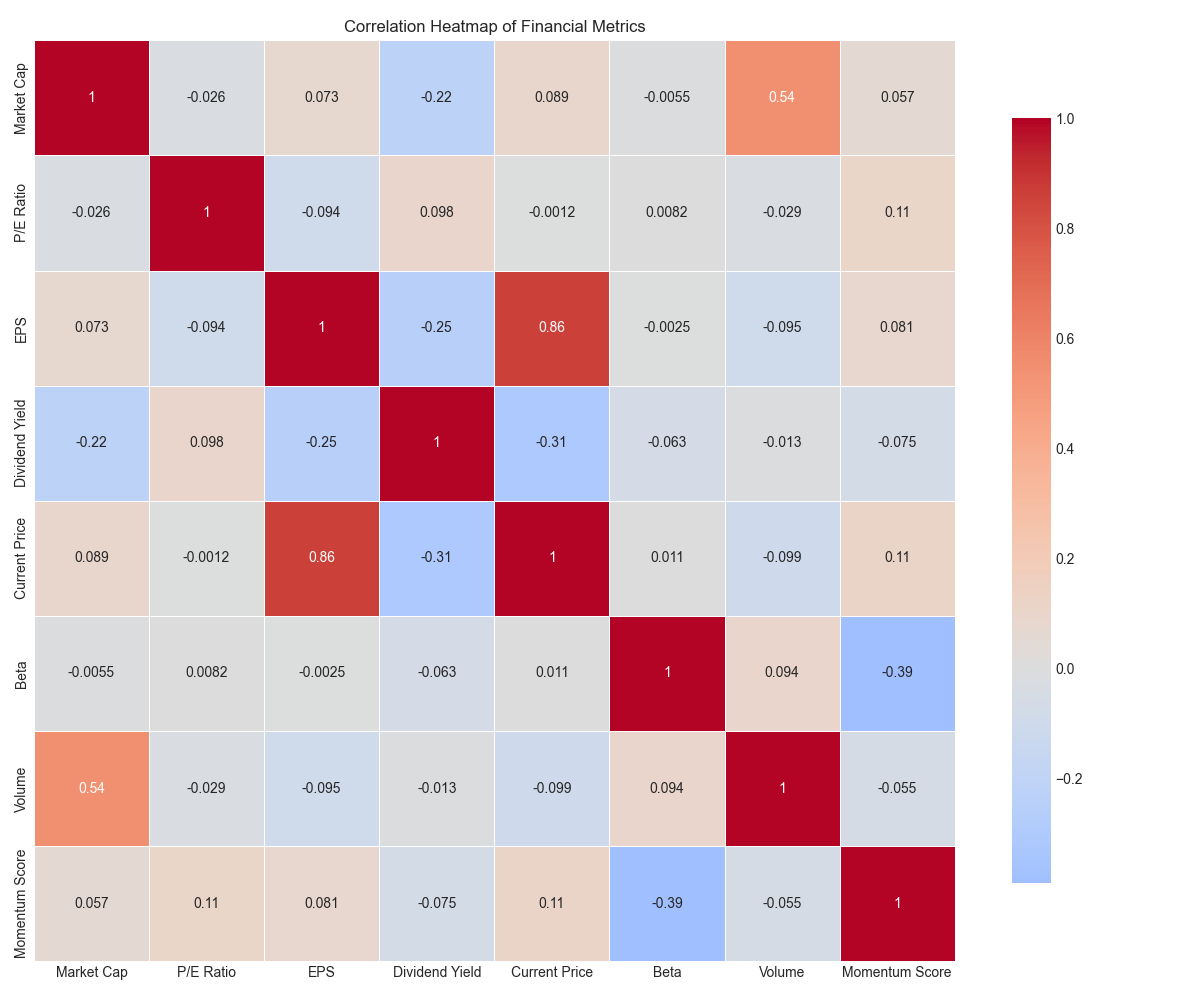 Correlation Heatmap of Financial Metrics
Market Cap 1 -0.026 0.073 -0.22 0.089 -0.0055 0.54 0.057
P/E Ratio -0.026 1 -0.094 0.098 -0.0012 0.0082 -0.029 0.11
EPS 0.073 -0.094 1 -0.25 0.86 -0.0025 -0.095 0.081
Dividend Yield -0.22 0.098 -0.25 1 -0.31 -0.063 -0.013 -0.075
Current Price 0.089 -0.0012 0.86 -0.31 1 0.011 -0.099 0.11
Beta -0.0055 0.0082 -0.0025 -0.063 0.011 1 0.094 -0.39
Volume 0.54 -0.029 -0.095 -0.013 -0.099 0.094 1 -0.055
Momentum Score 0.057 0.11 0.081 -0.075 0.11 -0.39 -0.055 1
Market Cap P/E Ratio EPS Dividend Yield Current Price Beta Volume Momentum Score
1.0
0.8
0.6
0.4
0.2
0.0
−0.2